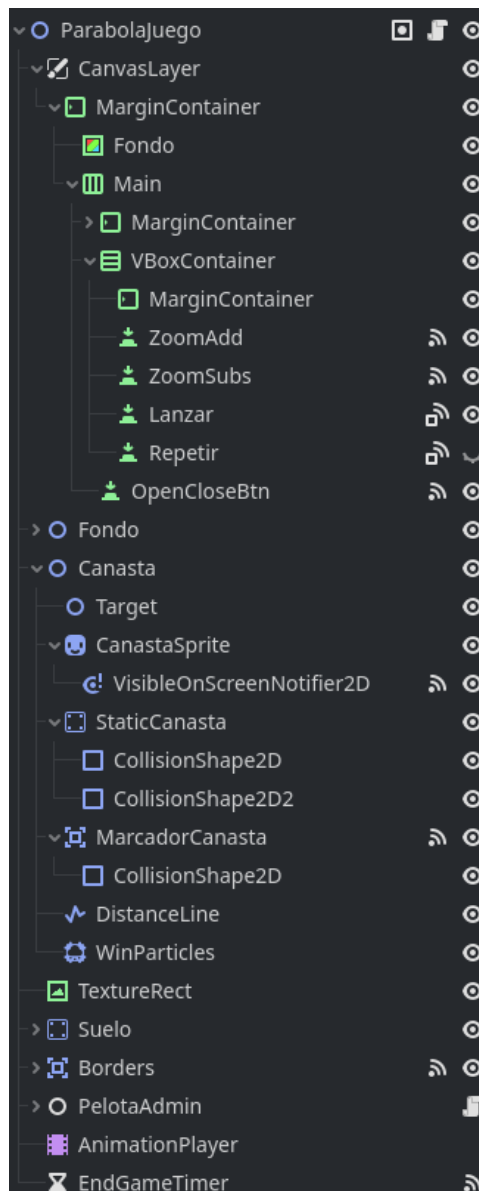 ParabolaJuego
CanvasLayer
MarginContainer
Fondo
Main
MarginContainer
VBoxContainer
MarginContainer
ZoomAdd
ZoomSubs
Lanzar
Repetir
OpenCloseBtn
Fondo
Canasta
Target
CanastaSprite
VisibleOnScreenNotifier2D
StaticCanasta
CollisionShape2D
CollisionShape2D2
MarcadorCanasta
CollisionShape2D
DistanceLine
WinParticles
TextureRect
Suelo
Borders
PelotaAdmin
AnimationPlayer
EndGameTimer